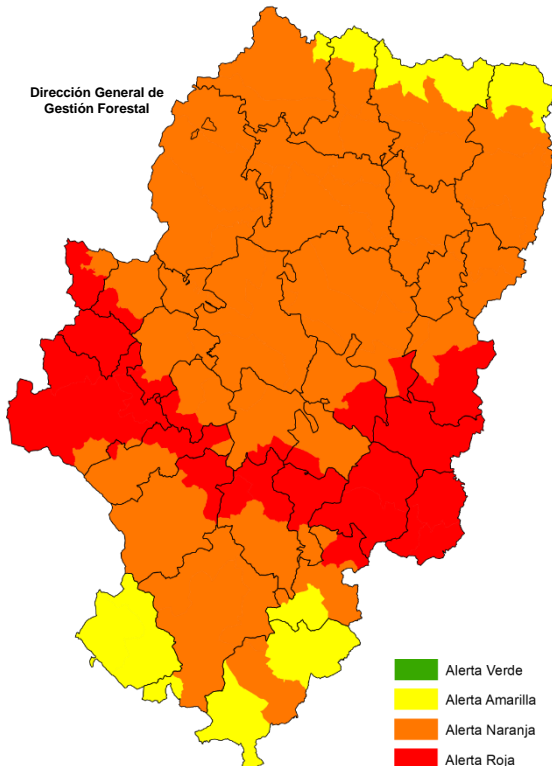 Dirección General de
Gestión Forestal
Alerta Verde
Alerta Amarilla
Alerta Naranja
Alerta Roja